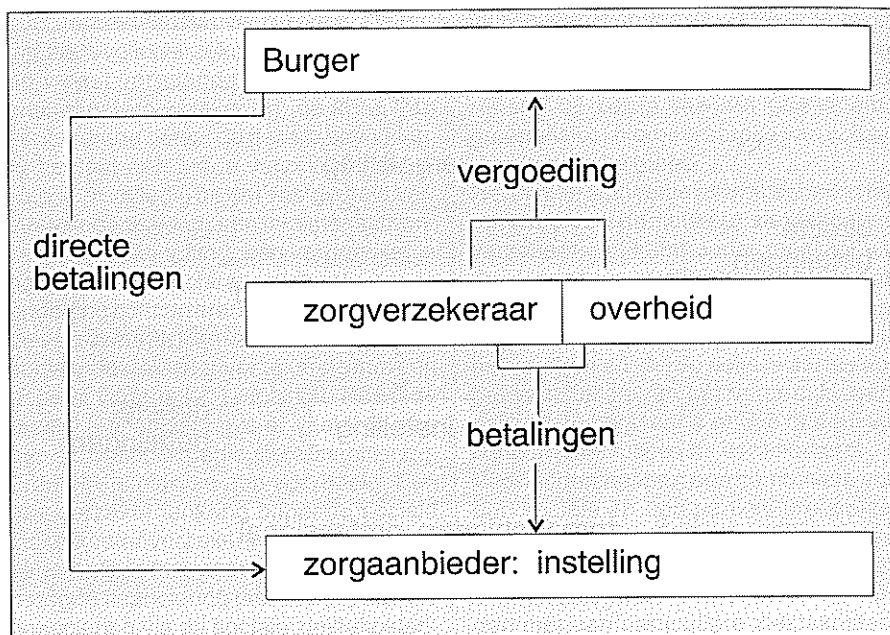 Burger
vergoeding
directe
betalingen
zorgverzekeraar overheid
betalingen
zorgaanbieder: instelling